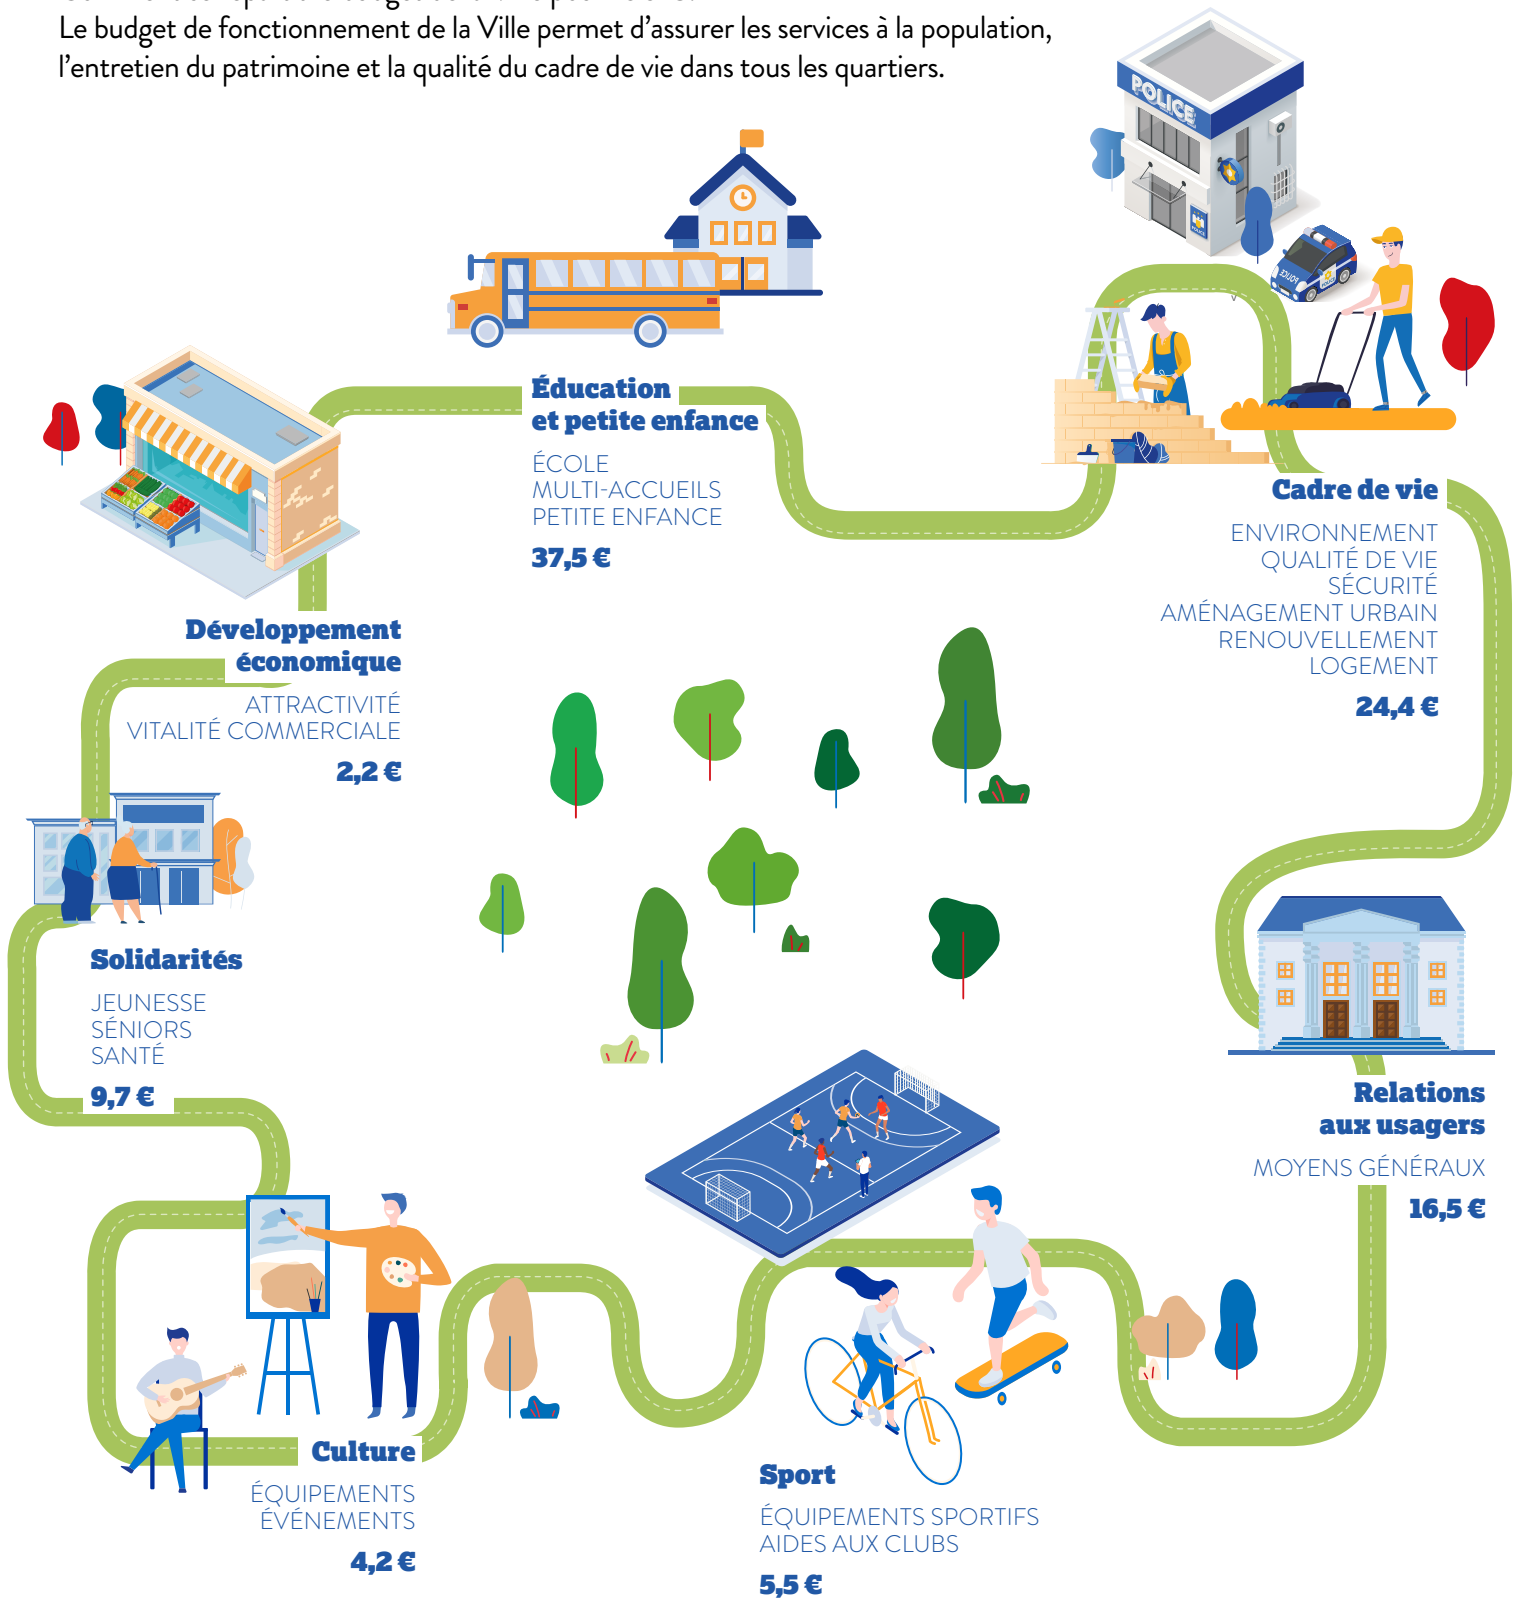 Le budget de fonctionnement de la Ville permet d’assurer les services à la population,
l’entretien du patrimoine et la qualité du cadre de vie dans tous les quartiers.
POLICE
Éducation
et petite enfance
ÉCOLE
MULTI-ACCUEILS
PETITE ENFANCE
37,5 €
Cadre de vie
ENVIRONNEMENT
QUALITÉ DE VIE
SÉCURITÉ
AMÉNAGEMENT URBAIN
RENOUVELLEMENT
LOGEMENT
24,4 €
Développement
économique
ATTRACTIVITÉ
VITALITÉ COMMERCIALE
2,2 €
Solidarités
JEUNESSE
SÉNIORS
SANTÉ
9,7 €
Relations
aux usagers
MOYENS GÉNÉRAUX
16,5 €
Culture
ÉQUIPEMENTS
ÉVÉNEMENTS
4,2 €
Sport
ÉQUIPEMENTS SPORTIFS
AIDES AUX CLUBS
5,5 €